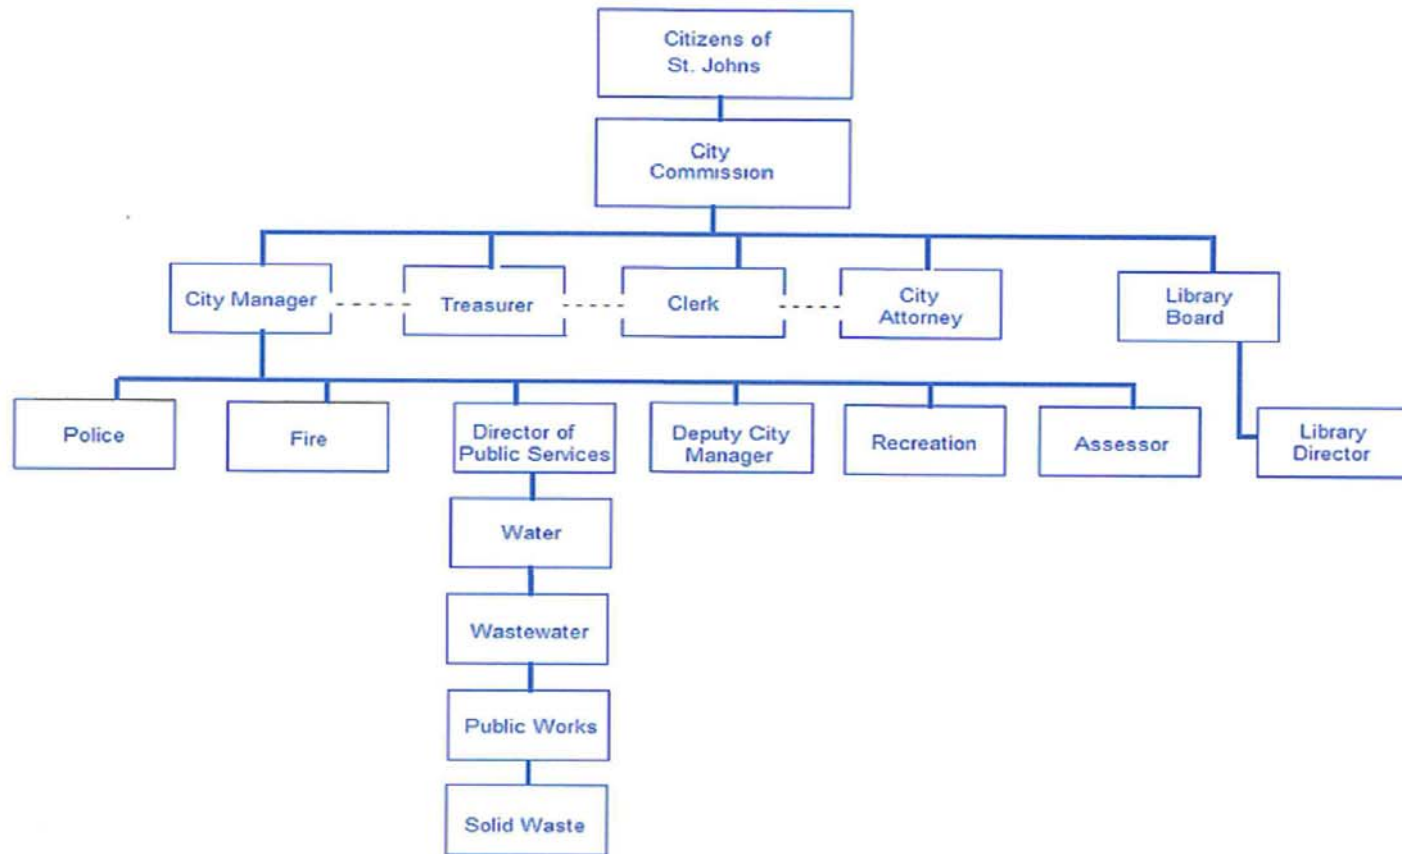 Citizens of
St. Johns
City
Commission
City Manager
Treasurer
Clerk
City
Attorney
Library
Board
Police
Fire
Director of
Public Services
Deputy City
Manager
Recreation
Assessor
Library
Director
Water
Wastewater
Public Works
Solid Waste